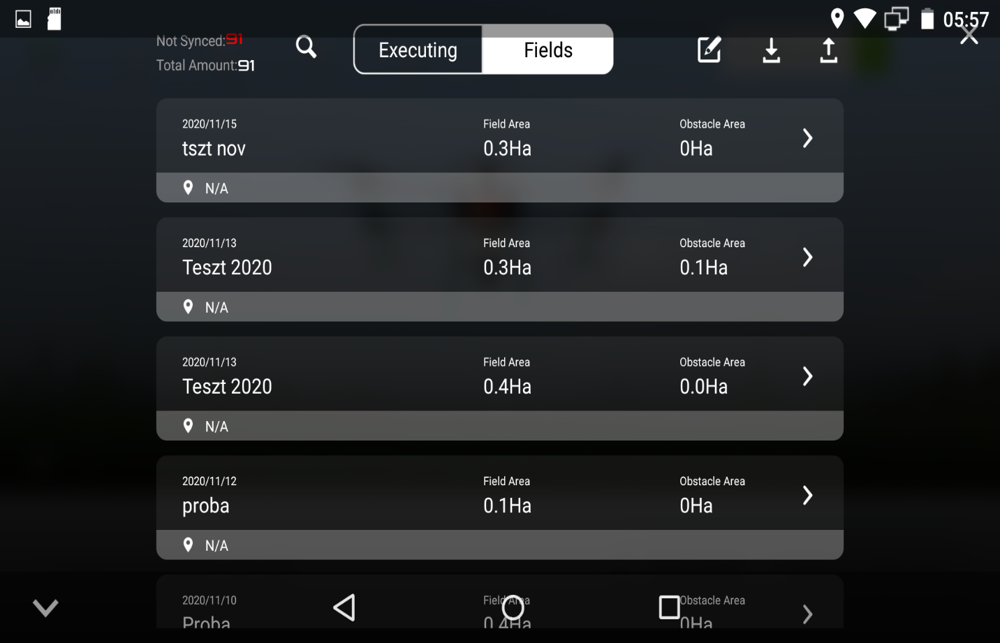 05:57
Not Synced:91
Total Amount:91
Executing
Fields
2020/11/15
Field Area
Obstacle Area
tszt nov
0.3Ha
0Ha
N/A
2020/11/13
Field Area
Obstacle Area
Teszt 2020
0.3Ha
0.1Ha
N/A
2020/11/13
Field Area
Obstacle Area
Teszt 2020
0.4Ha
0.0Ha
N/A
2020/11/12
Field Area
Obstacle Area
proba
0.1Ha
0Ha
N/A
2020/11/10
Field Area
Obstacle Area
Proba
0.4Ha
0Ha